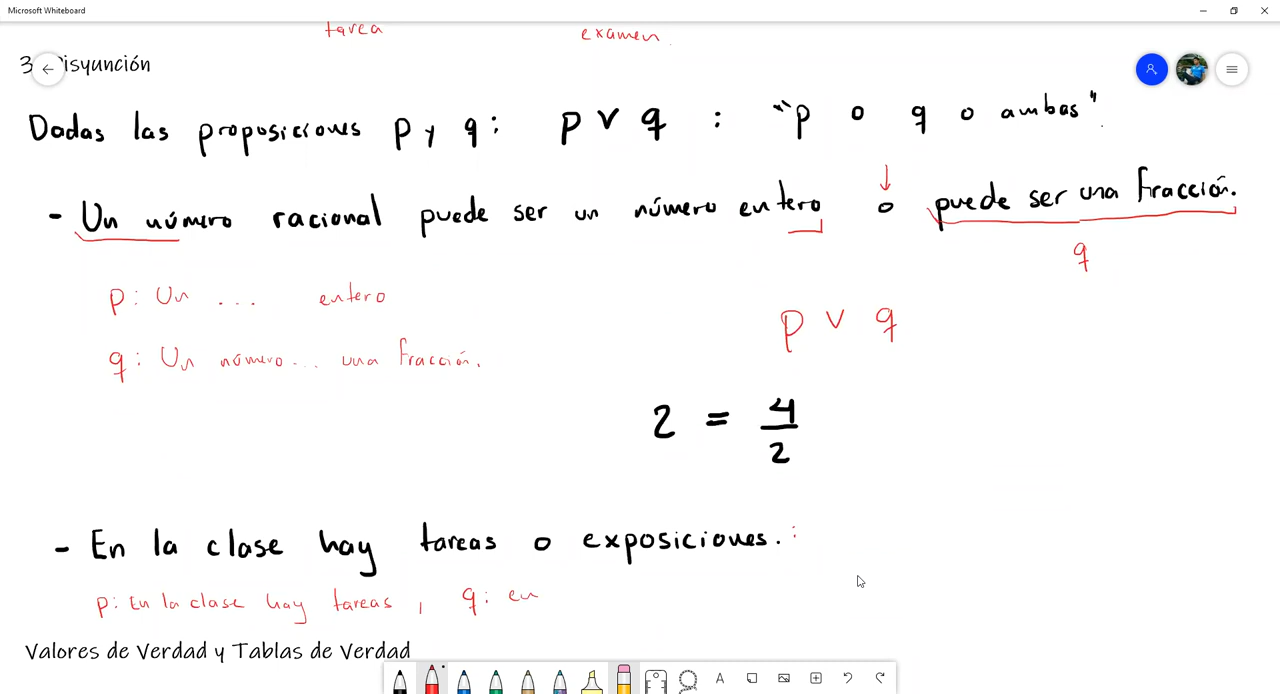 Microsoft Whiteboard
tarea examen.
3 Disyunción
Dadas las proposiciones p y q: p ∨ q : "p o q o ambas".
- Un número racional puede ser un número entero o puede ser una fracción.
q
p: Un ... entero
p ∨ q
q: Un número... una fracción.
2 = 4/2
- En la clase hay tareas o exposiciones. :
p: En la clase hay tareas, q: en
Valores de Verdad y Tablas de Verdad